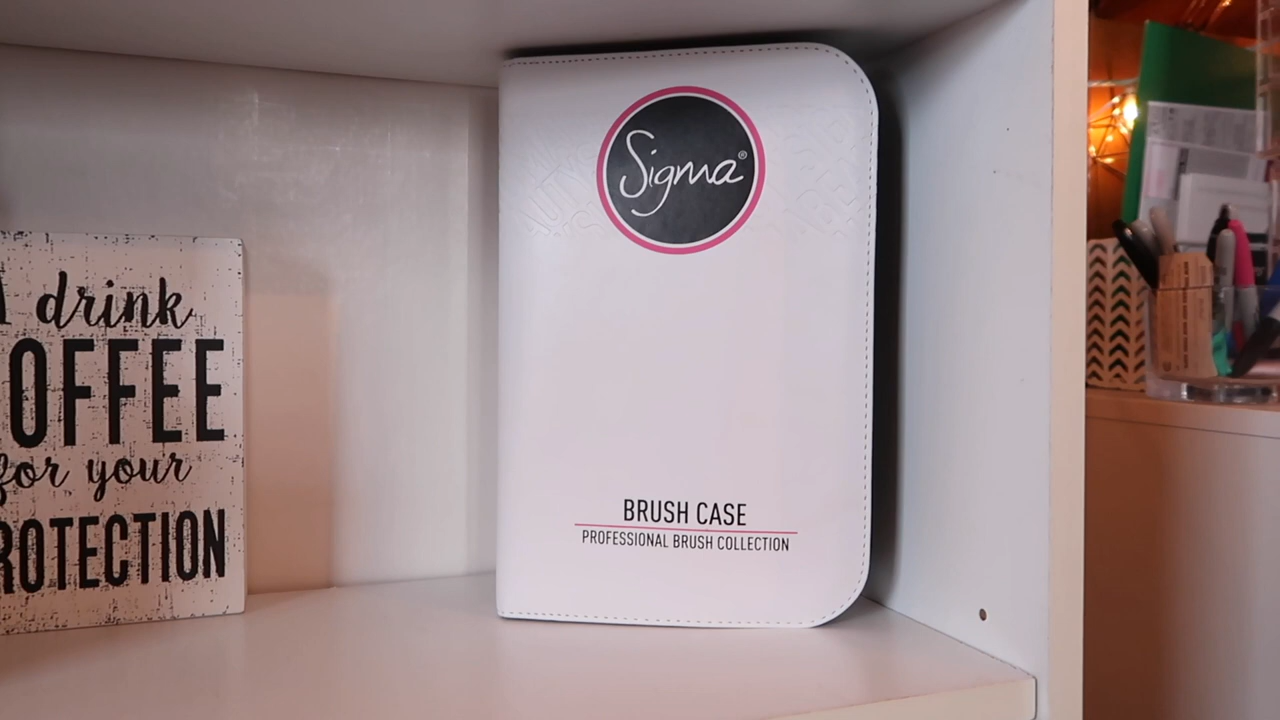 I drink
OFFEE
for your
ROTECTION
Sigma®
BRUSH CASE
PROFESSIONAL BRUSH COLLECTION